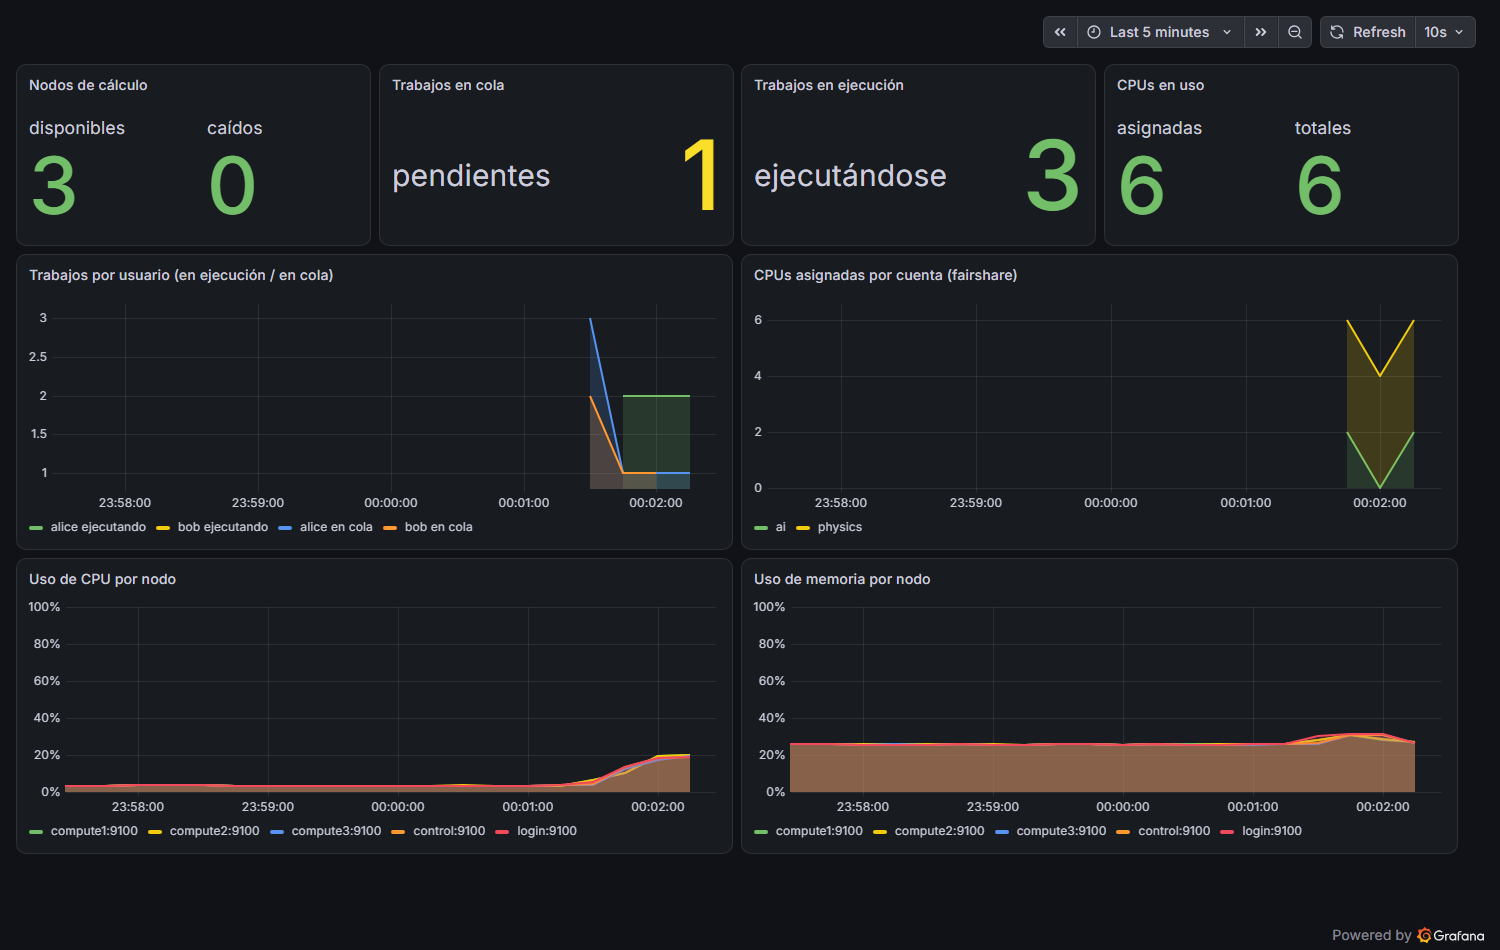 Last 5 minutes
Refresh 10s
Nodos de cálculo
disponibles caídos
3 0
Trabajos en cola
pendientes 1
Trabajos en ejecución
ejecutándose 3
CPUs en uso
asignadas totales
6 6
Trabajos por usuario (en ejecución / en cola)
3
2.5
2
1.5
1
23:58:00 23:59:00 00:00:00 00:01:00 00:02:00
alice ejecutando bob ejecutando alice en cola bob en cola
CPUs asignadas por cuenta (fairshare)
6
4
2
0
23:58:00 23:59:00 00:00:00 00:01:00 00:02:00
ai physics
Uso de CPU por nodo
100%
80%
60%
40%
20%
0%
23:58:00 23:59:00 00:00:00 00:01:00 00:02:00
compute1:9100 compute2:9100 compute3:9100 control:9100 login:9100
Uso de memoria por nodo
100%
80%
60%
40%
20%
0%
23:58:00 23:59:00 00:00:00 00:01:00 00:02:00
compute1:9100 compute2:9100 compute3:9100 control:9100 login:9100
Powered by Grafana